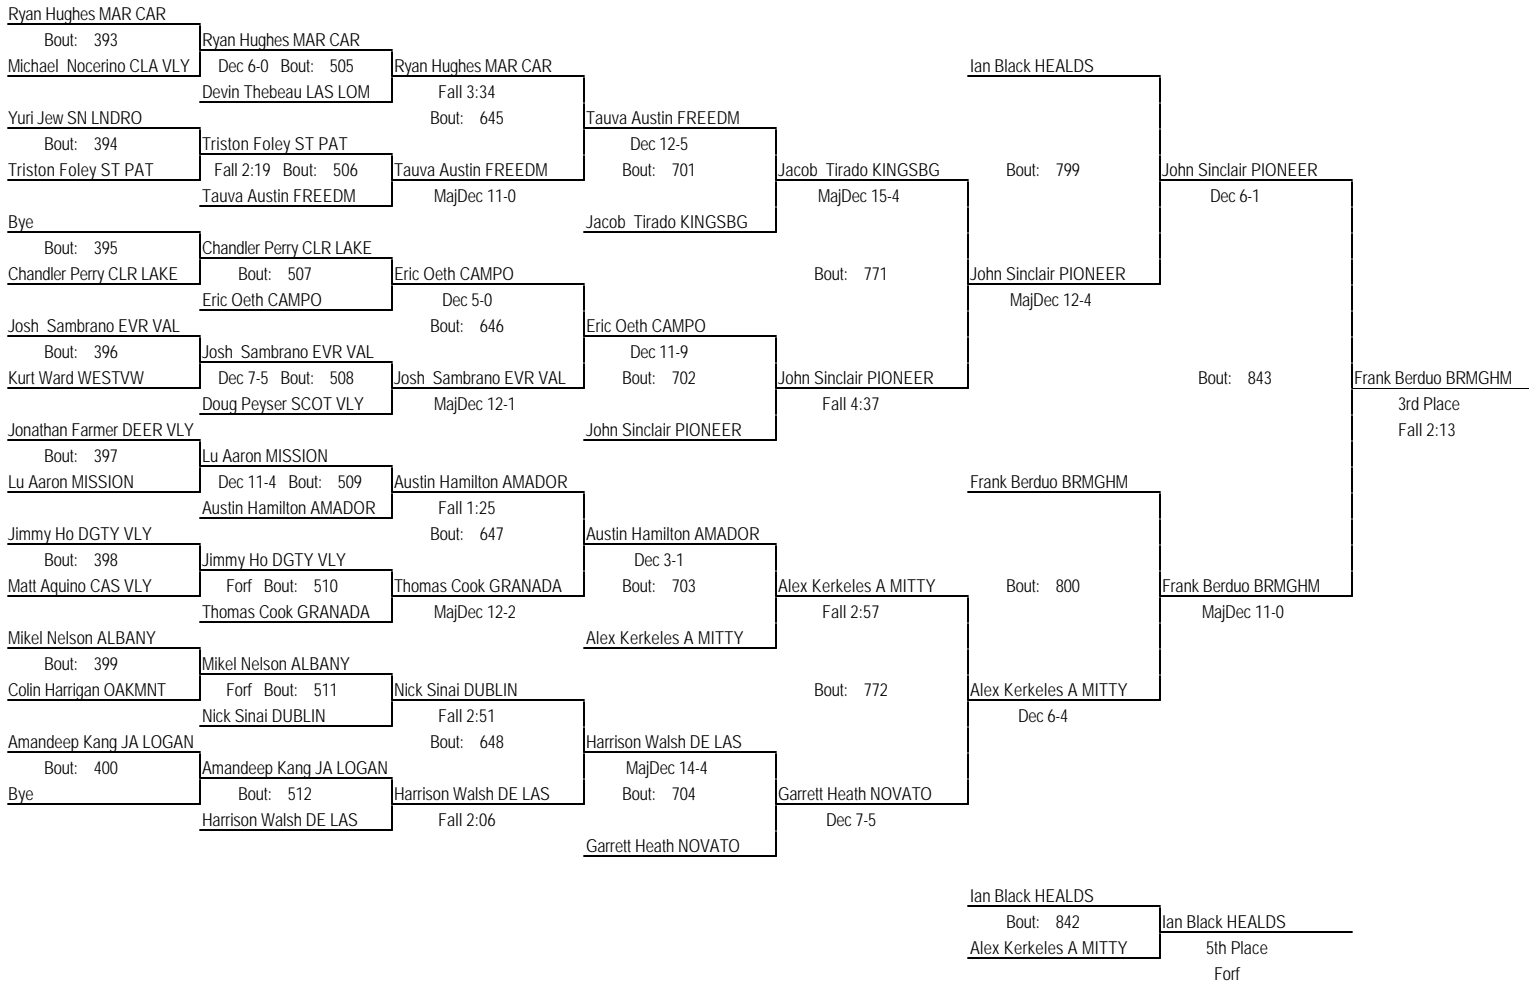 Ryan Hughes MAR CAR
Bout: 393
Ryan Hughes MAR CAR
Michael  Nocerino CLA VLY
Dec 6-0 Bout: 505
Ryan Hughes MAR CAR
Ian Black HEALDS
Devin Thebeau LAS LOM
Fall 3:34
Yuri Jew SN LNDRO
Bout: 645
Tauva Austin FREEDM
Bout: 394
Triston Foley ST PAT
Dec 12-5
Triston Foley ST PAT
Fall 2:19 Bout: 506
Tauva Austin FREEDM
Bout: 701
Jacob  Tirado KINGSBG
Bout: 799
John Sinclair PIONEER
Tauva Austin FREEDM
MajDec 11-0
MajDec 15-4
Dec 6-1
Bye
Jacob  Tirado KINGSBG
Bout: 395
Chandler Perry CLR LAKE
Chandler Perry CLR LAKE
Bout: 507
Eric Oeth CAMPO
Bout: 771
John Sinclair PIONEER
Eric Oeth CAMPO
Dec 5-0
MajDec 12-4
Josh  Sambrano EVR VAL
Bout: 646
Eric Oeth CAMPO
Bout: 396
Josh  Sambrano EVR VAL
Dec 11-9
Kurt Ward WESTVW
Dec 7-5 Bout: 508
Josh  Sambrano EVR VAL
Bout: 702
John Sinclair PIONEER
Bout: 843
Frank Berduo BRMGHM
Doug Peyser SCOT VLY
MajDec 12-1
Fall 4:37
3rd Place
Jonathan Farmer DEER VLY
John Sinclair PIONEER
Fall 2:13
Bout: 397
Lu Aaron MISSION
Lu Aaron MISSION
Dec 11-4 Bout: 509
Austin Hamilton AMADOR
Frank Berduo BRMGHM
Austin Hamilton AMADOR
Fall 1:25
Jimmy Ho DGTY VLY
Bout: 647
Austin Hamilton AMADOR
Bout: 398
Jimmy Ho DGTY VLY
Dec 3-1
Matt Aquino CAS VLY
Forf Bout: 510
Thomas Cook GRANADA
Bout: 703
Alex Kerkeles A MITTY
Bout: 800
Frank Berduo BRMGHM
Thomas Cook GRANADA
MajDec 12-2
Fall 2:57
MajDec 11-0
Mikel Nelson ALBANY
Alex Kerkeles A MITTY
Bout: 399
Mikel Nelson ALBANY
Colin Harrigan OAKMNT
Forf Bout: 511
Nick Sinai DUBLIN
Bout: 772
Alex Kerkeles A MITTY
Nick Sinai DUBLIN
Fall 2:51
Dec 6-4
Amandeep Kang JA LOGAN
Bout: 648
Harrison Walsh DE LAS
Bout: 400
Amandeep Kang JA LOGAN
MajDec 14-4
Bye
Bout: 512
Harrison Walsh DE LAS
Bout: 704
Garrett Heath NOVATO
Harrison Walsh DE LAS
Fall 2:06
Dec 7-5
Garrett Heath NOVATO
Ian Black HEALDS
Bout: 842
Ian Black HEALDS
Alex Kerkeles A MITTY
5th Place
Forf